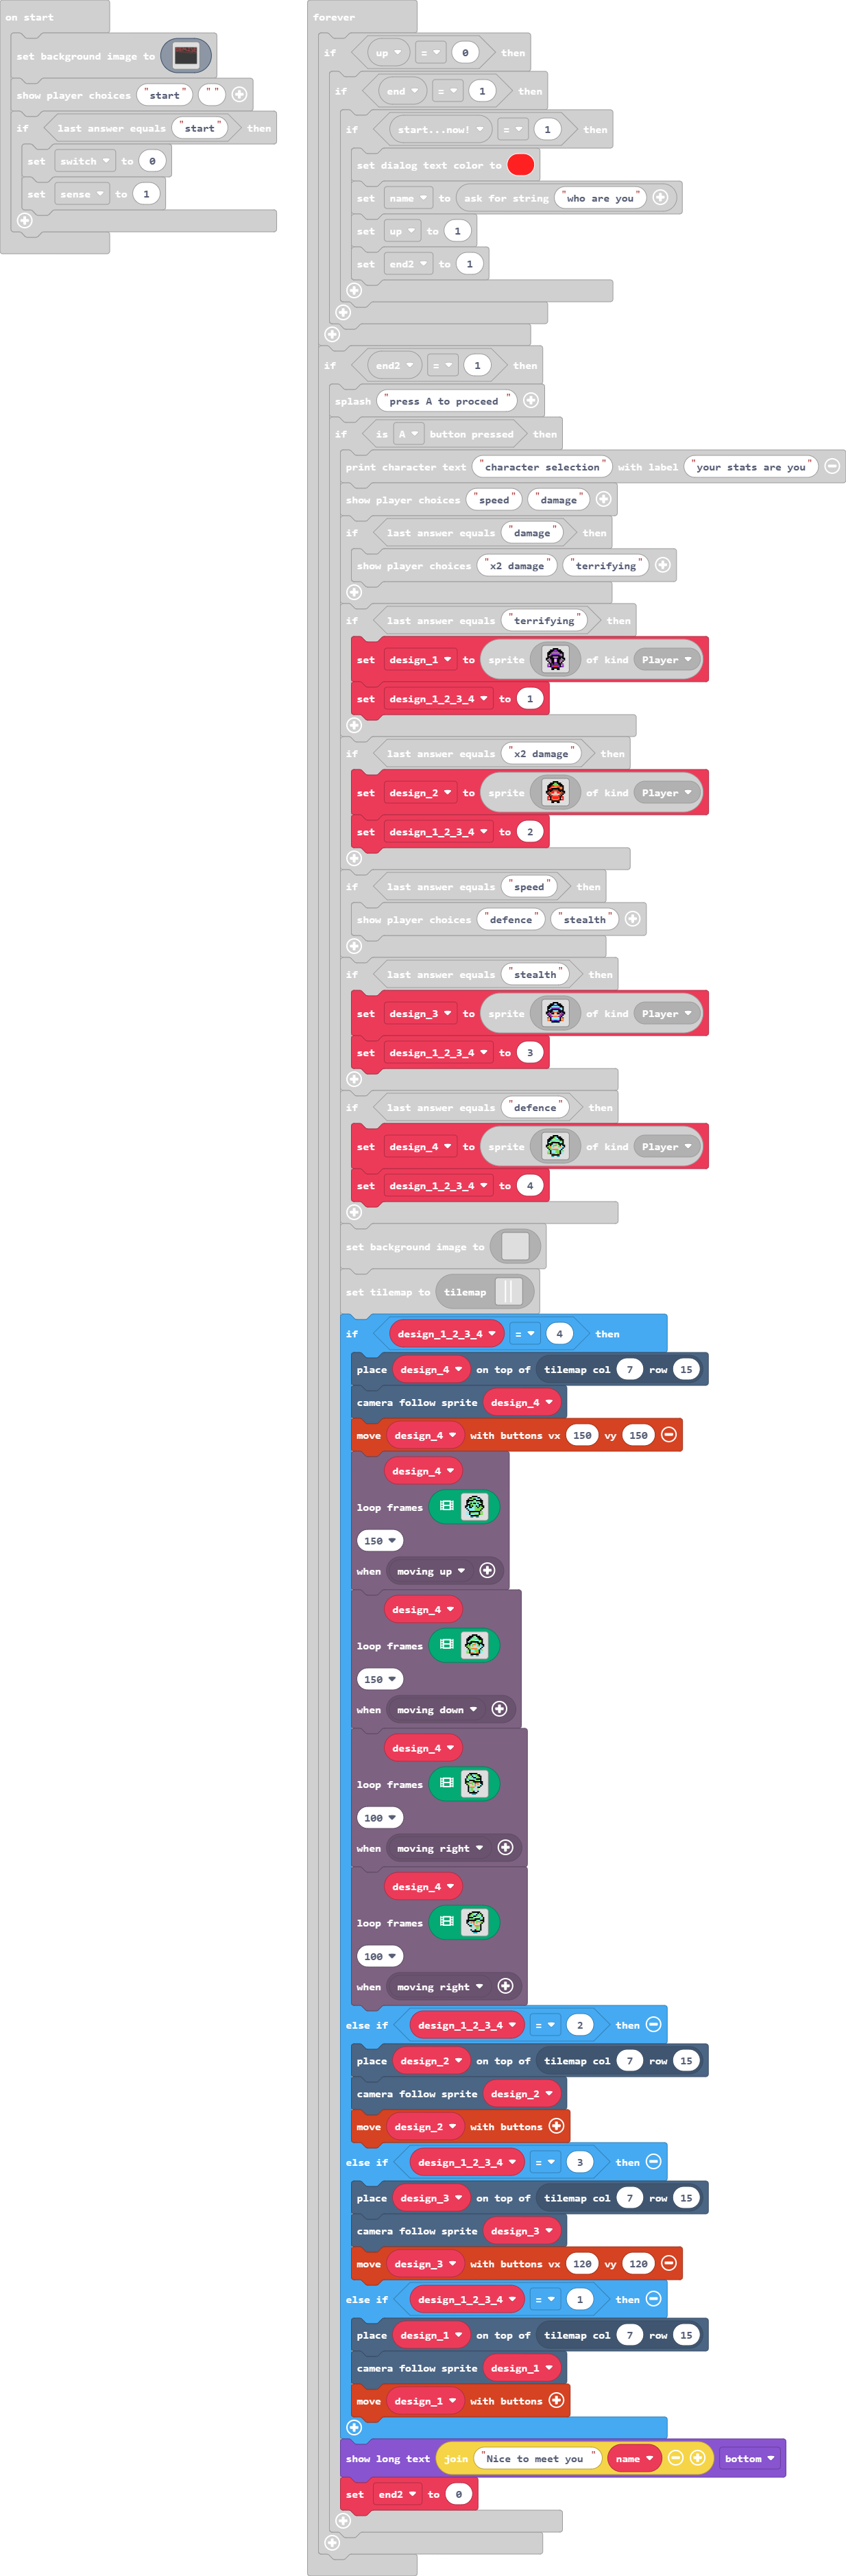 on start
set background image to
show player choices "start" " "
if last answer equals "start" then
set switch to 0
set sense to 1
forever
if up = 0 then
if end = 1 then
if start...now! = 1 then
set dialog text color to
set name to ask for string "who are you"
set up to 1
set end2 to 1
if end2 = 1 then
splash "press A to proceed "
if is A button pressed then
print character text "character selection" with label "your stats are you"
show player choices "speed" "damage"
if last answer equals "damage" then
show player choices "x2 damage" "terrifying"
if last answer equals "terrifying" then
set design_1 to sprite of kind Player
set design_1_2_3_4 to 1
if last answer equals "x2 damage" then
set design_2 to sprite of kind Player
set design_1_2_3_4 to 2
if last answer equals "speed" then
show player choices "defence" "stealth"
if last answer equals "stealth" then
set design_3 to sprite of kind Player
set design_1_2_3_4 to 3
if last answer equals "defence" then
set design_4 to sprite of kind Player
set design_1_2_3_4 to 4
set background image to
set tilemap to tilemap
if design_1_2_3_4 = 4 then
place design_4 on top of tilemap col 7 row 15
camera follow sprite design_4
move design_4 with buttons vx 150 vy 150
design_4
loop frames
150
when moving up
design_4
loop frames
150
when moving down
design_4
loop frames
100
when moving right
design_4
loop frames
100
when moving right
else if design_1_2_3_4 = 2 then
place design_2 on top of tilemap col 7 row 15
camera follow sprite design_2
move design_2 with buttons
else if design_1_2_3_4 = 3 then
place design_3 on top of tilemap col 7 row 15
camera follow sprite design_3
move design_3 with buttons vx 120 vy 120
else if design_1_2_3_4 = 1 then
place design_1 on top of tilemap col 7 row 15
camera follow sprite design_1
move design_1 with buttons
show long text join "Nice to meet you " name bottom
set end2 to 0